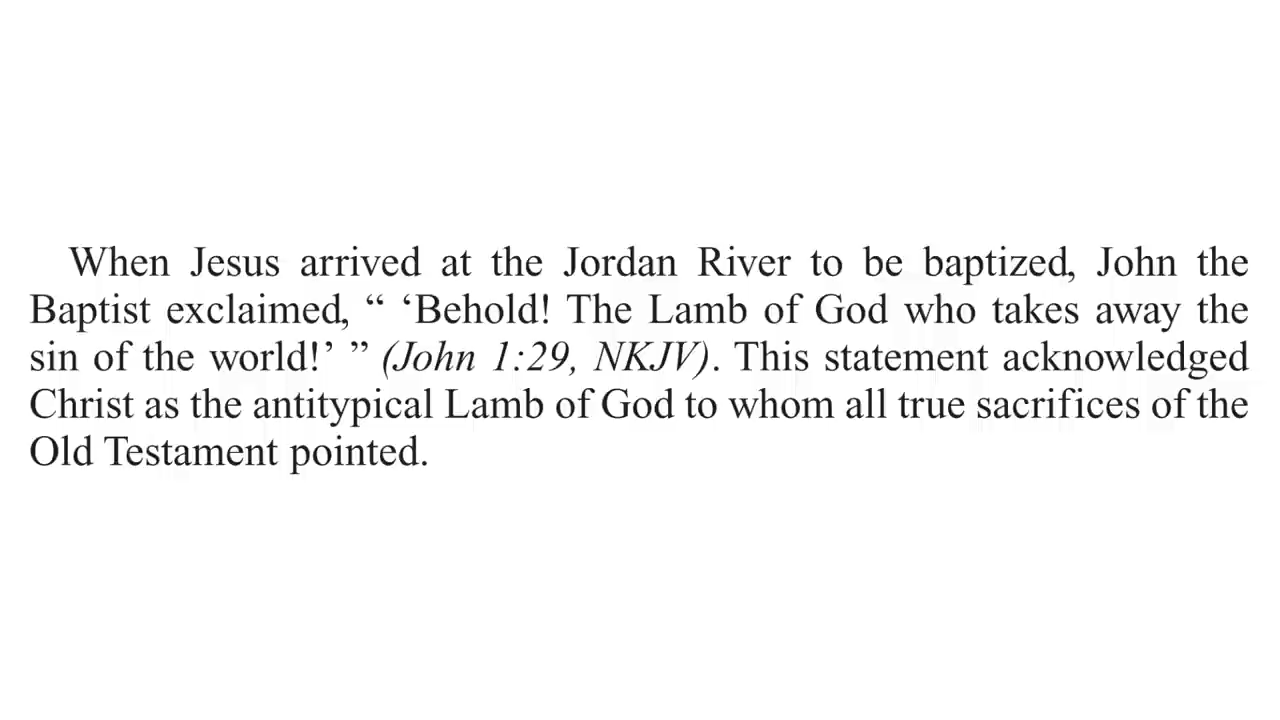 When Jesus arrived at the Jordan River to be baptized, John the
Baptist exclaimed, “ ‘Behold! The Lamb of God who takes away the
sin of the world!’ ” (John 1:29, NKJV). This statement acknowledged
Christ as the antitypical Lamb of God to whom all true sacrifices of the
Old Testament pointed.